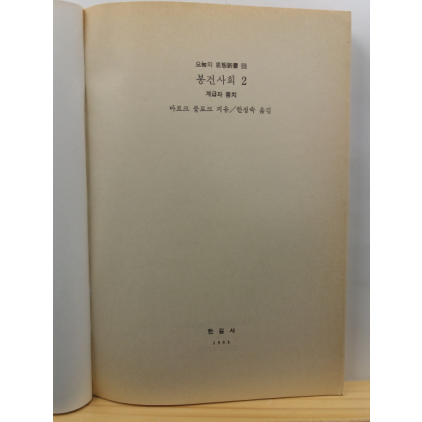 오늘의 思想新書
봉건사회 2
계급과 통치
마르크 블로크 지음/한정숙 옮김
한길사